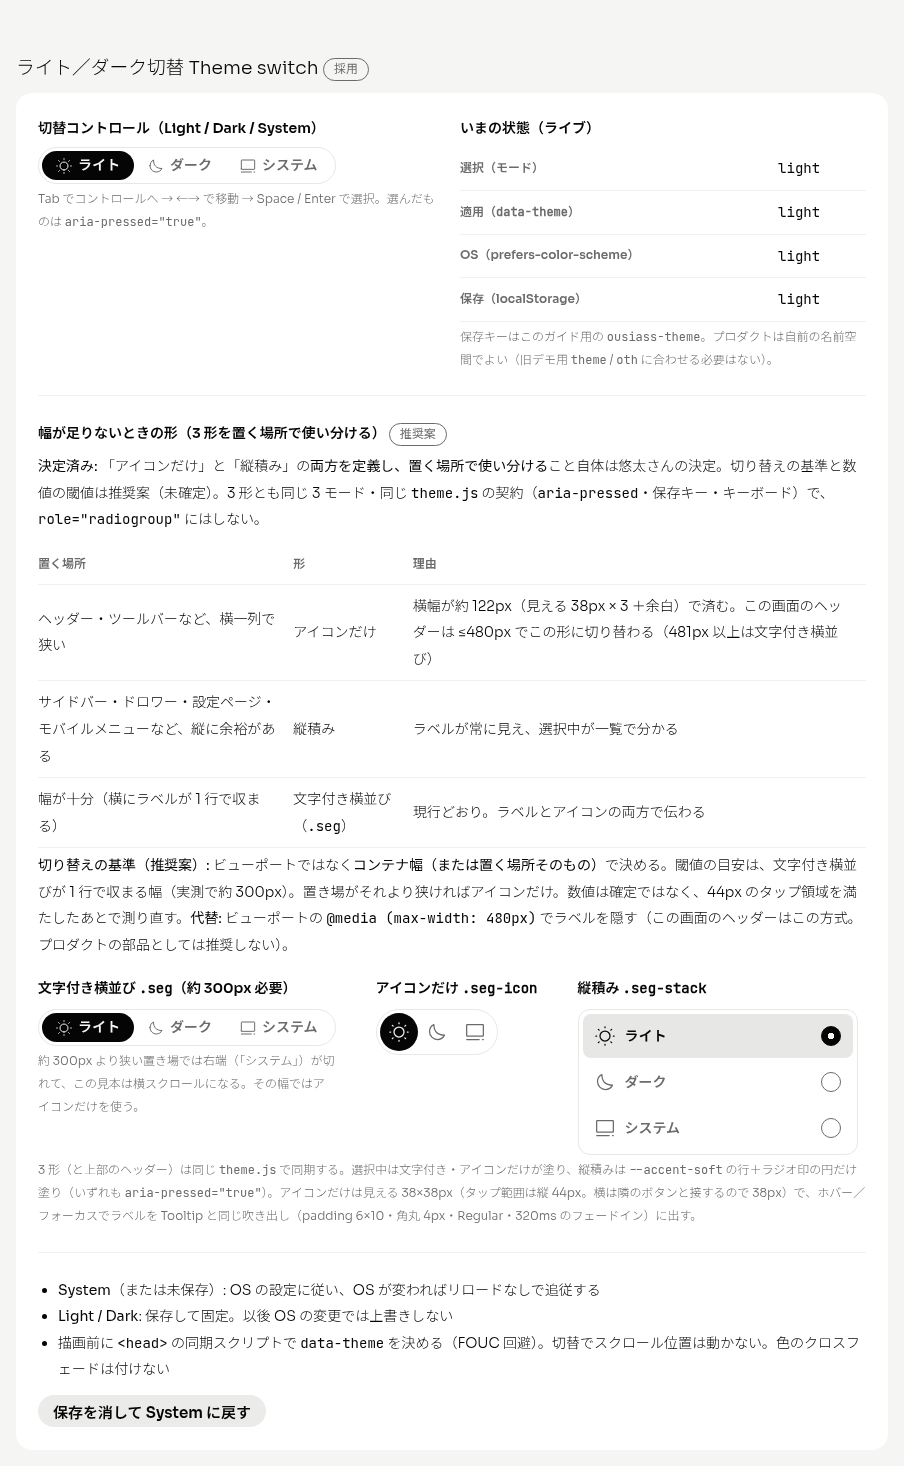 ライト／ダーク切替 Theme switch 採用
切替コントロール（Light / Dark / System）
ライト ダーク システム
Tab でコントロールへ → ←→ で移動 → Space / Enter で選択。選んだも
のは aria-pressed="true"。
いまの状態（ライブ）
選択（モード） light
適用（data-theme） light
OS（prefers-color-scheme） light
保存（localStorage） light
保存キーはこのガイド用の ousiass-theme。プロダクトは自前の名前空
間でよい（旧デモ用 theme / oth に合わせる必要はない）。
幅が足りないときの形（3 形を置く場所で使い分ける） 推奨案
決定済み: 「アイコンだけ」と「縦積み」の両方を定義し、置く場所で使い分けること自体は悠太さんの決定。切り替えの基準と数
値の閾値は推奨案（未確定）。3 形とも同じ 3 モード・同じ theme.js の契約（aria-pressed・保存キー・キーボード）で、
role="radiogroup" にはしない。
置く場所 形 理由
ヘッダー・ツールバーなど、横一列で
狭い
アイコンだけ
横幅が約 122px（見える 38px × 3 ＋余白）で済む。この画面のヘッ
ダーは ≤480px でこの形に切り替わる（481px 以上は文字付き横並
び）
サイドバー・ドロワー・設定ページ・
モバイルメニューなど、縦に余裕があ
る
縦積み
ラベルが常に見え、選択中が一覧で分かる
幅が十分（横にラベルが 1 行で収ま
る）
文字付き横並び
（.seg）
現行どおり。ラベルとアイコンの両方で伝わる
切り替えの基準（推奨案）: ビューポートではなくコンテナ幅（または置く場所そのもの）で決める。閾値の目安は、文字付き横並
びが 1 行で収まる幅（実測で約 300px）。置き場がそれより狭ければアイコンだけ。数値は確定ではなく、44px のタップ領域を満
たしたあとで測り直す。代替: ビューポートの @media (max-width: 480px) でラベルを隠す（この画面のヘッダーはこの方式。
プロダクトの部品としては推奨しない）。
文字付き横並び .seg（約 300px 必要）
ライト ダーク システム
約 300px より狭い置き場では右端（「システム」）が切
れて、この見本は横スクロールになる。その幅ではア
イコンだけを使う。
アイコンだけ .seg-icon
縦積み .seg-stack
ライト
ダーク
システム
3 形（と上部のヘッダー）は同じ theme.js で同期する。選択中は文字付き・アイコンだけが塗り、縦積みは --accent-soft の行＋ラジオ印の円だけ
塗り（いずれも aria-pressed="true"）。アイコンだけは見える 38×38px（タップ範囲は縦 44px。横は隣のボタンと接するので 38px）で、ホバー／
フォーカスでラベルを Tooltip と同じ吹き出し（padding 6×10・角丸 4px・Regular・320ms のフェードイン）に出す。
System（または未保存）: OS の設定に従い、OS が変わればリロードなしで追従する
Light / Dark: 保存して固定。以後 OS の変更では上書きしない
描画前に <head> の同期スクリプトで data-theme を決める（FOUC 回避）。切替でスクロール位置は動かない。色のクロスフ
ェードは付けない
保存を消して System に戻す